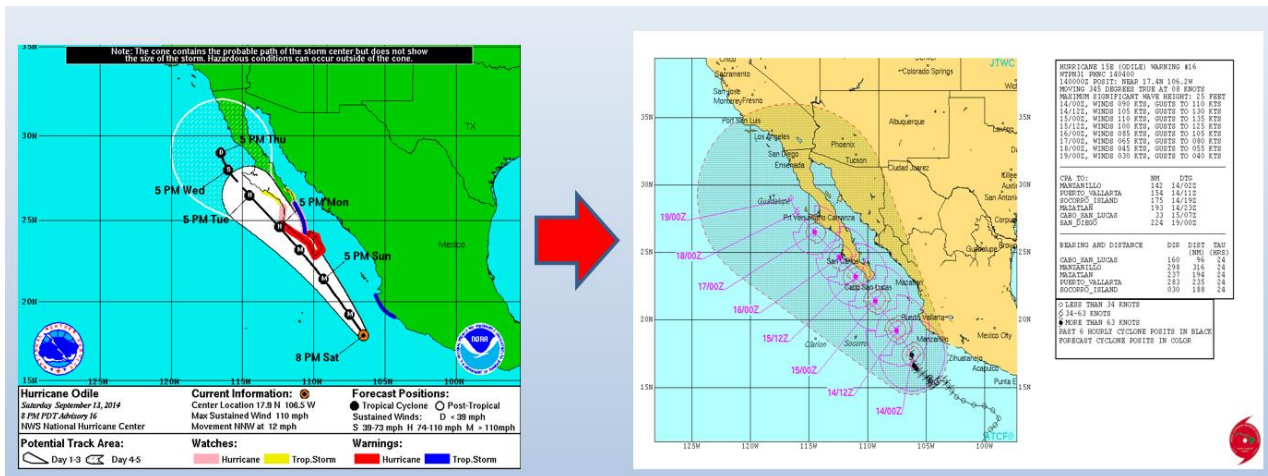 Note: The cone contains the probable path of the storm center but does not show
the size of the storm. Hazardous conditions can occur outside of the cone.
35N
30N
25N
20N
15N
TX
Mexico
5 PM Thu
5 PM Wed
5 PM Tue
5 PM Mon
5 PM Sun
8 PM Sat
D
S
H
H
M
M
M
NOAA
125W
120W
115W
110W
105W
100W
Hurricane Odile
Saturday September 13, 2014
8 PM PDT Advisory 16
NWS National Hurricane Center
Current Information:
Center Location 17.9 N 106.5 W
Max Sustained Wind 110 mph
Movement NNW at 12 mph
Forecast Positions:
Tropical Cyclone Post-Tropical
Sustained Winds: D < 39 mph
S 39-73 mph H 74-110 mph M > 110mph
Potential Track Area:
Day 1-3 Day 4-5
Watches:
Hurricane Trop.Storm
Warnings:
Hurricane Trop.Storm
JTWC
Sacramento
San-Jose
Monterey Fresno
Port San Luis
Los Angeles
San Diego
Ensenada
Colorado Springs
Albuquerque
Phoenix
Tucson
Ciudad Juarez
San Antonio
Guadalupe
Cabo San Lucas
Mazatlan
Puerto Vallarta
Manzanillo
Mexico City
Zihuatanejo
Acapulco
Clarion
Socorro
19/00Z
18/00Z
17/00Z
16/00Z
15/12Z
15/00Z
14/12Z
14/00Z
35N
30N
25N
20N
15N
ATCF®
125W
120W
115W
110W
105W
100W
HURRICANE 15E (ODILE) WARNING #16
WTPN31 PHNC 140400
140000Z POSIT: NEAR 17.4N 106.2W
MOVING 345 DEGREES TRUE AT 08 KNOTS
MAXIMUM SIGNIFICANT WAVE HEIGHT: 25 FEET
14/00Z, WINDS 090 KTS, GUSTS TO 110 KTS
14/12Z, WINDS 105 KTS, GUSTS TO 130 KTS
15/00Z, WINDS 110 KTS, GUSTS TO 135 KTS
15/12Z, WINDS 100 KTS, GUSTS TO 125 KTS
16/00Z, WINDS 085 KTS, GUSTS TO 105 KTS
17/00Z, WINDS 065 KTS, GUSTS TO 080 KTS
18/00Z, WINDS 045 KTS, GUSTS TO 055 KTS
19/00Z, WINDS 030 KTS, GUSTS TO 040 KTS
CPA TO: NM DTG
MANZANILLO 142 14/02Z
PUERTO_VALLARTA 154 14/11Z
SOCORRO_ISLAND 175 14/19Z
MAZATLAN 193 14/23Z
CABO_SAN_LUCAS 33 15/07Z
SAN_DIEGO 224 19/00Z
BEARING AND DISTANCE DIR DIST TAU
(NM) (HRS)
CABO_SAN_LUCAS 160 96 24
MANZANILLO 298 316 24
MAZATLAN 237 194 24
PUERTO_VALLARTA 283 235 24
SOCORRO_ISLAND 030 188 24
LESS THAN 34 KNOTS
34-63 KNOTS
MORE THAN 63 KNOTS
PAST 6 HOURLY CYCLONE POSITS IN BLACK
FORECAST CYCLONE POSITS IN COLOR